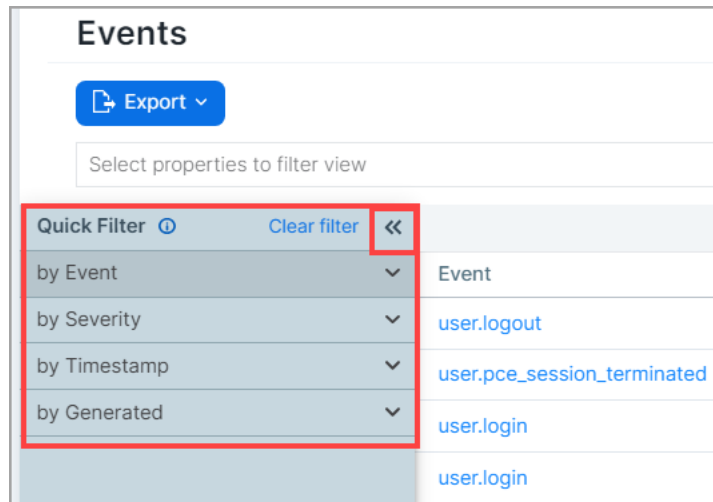 Events
Export
Select properties to filter view
Quick Filter Clear filter
by Event
by Severity
by Timestamp
by Generated
Event
user.logout
user.pce_session_terminated
user.login
user.login